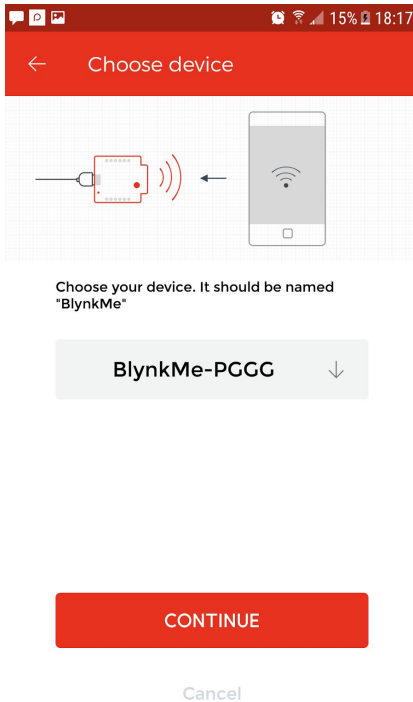 15% 18:17
Choose device
Choose your device. It should be named
"BlynkMe"
BlynkMe-PGGG
CONTINUE
Cancel